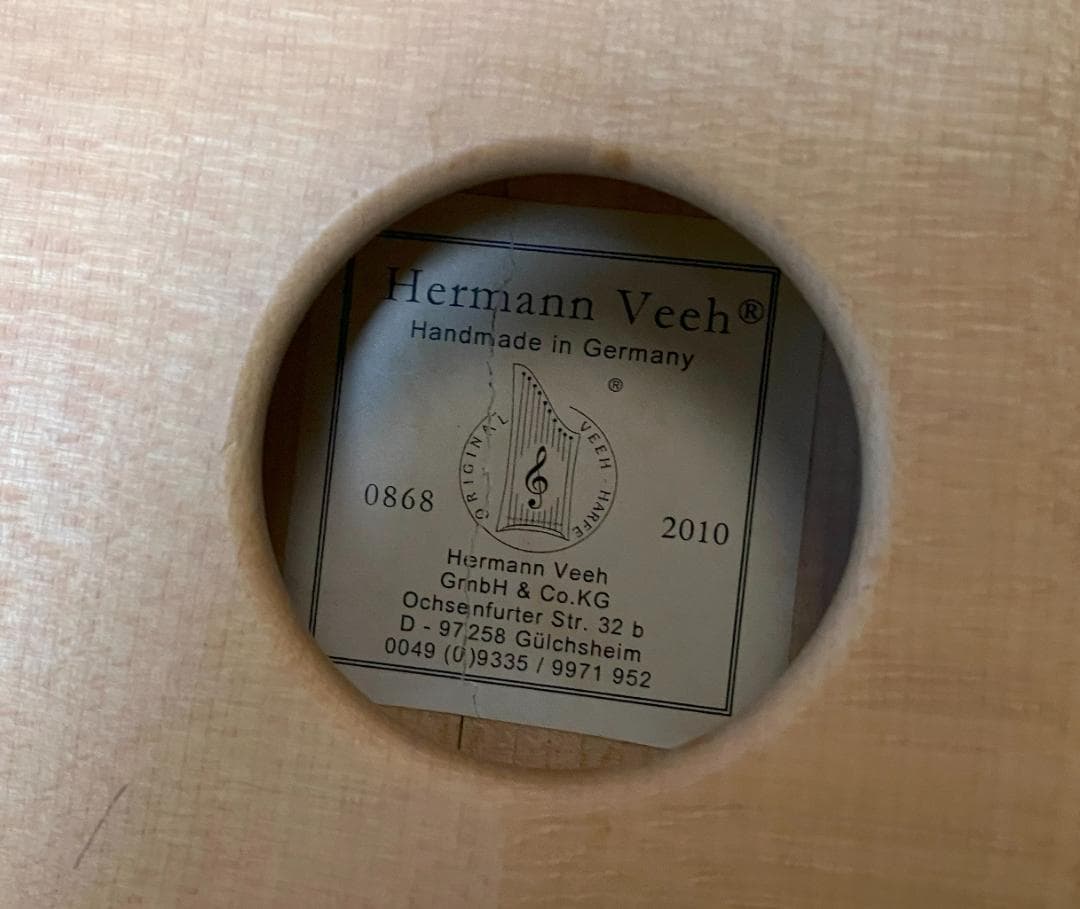 Hermann Veeh®
Handmade in Germany
®
ORIGINAL VEEH - HARFE
0868
2010
Hermann Veeh
GmbH & Co.KG
Ochsenfurter Str. 32 b
D - 97258 Gülchsheim
0049 (0)9335 / 9971 952